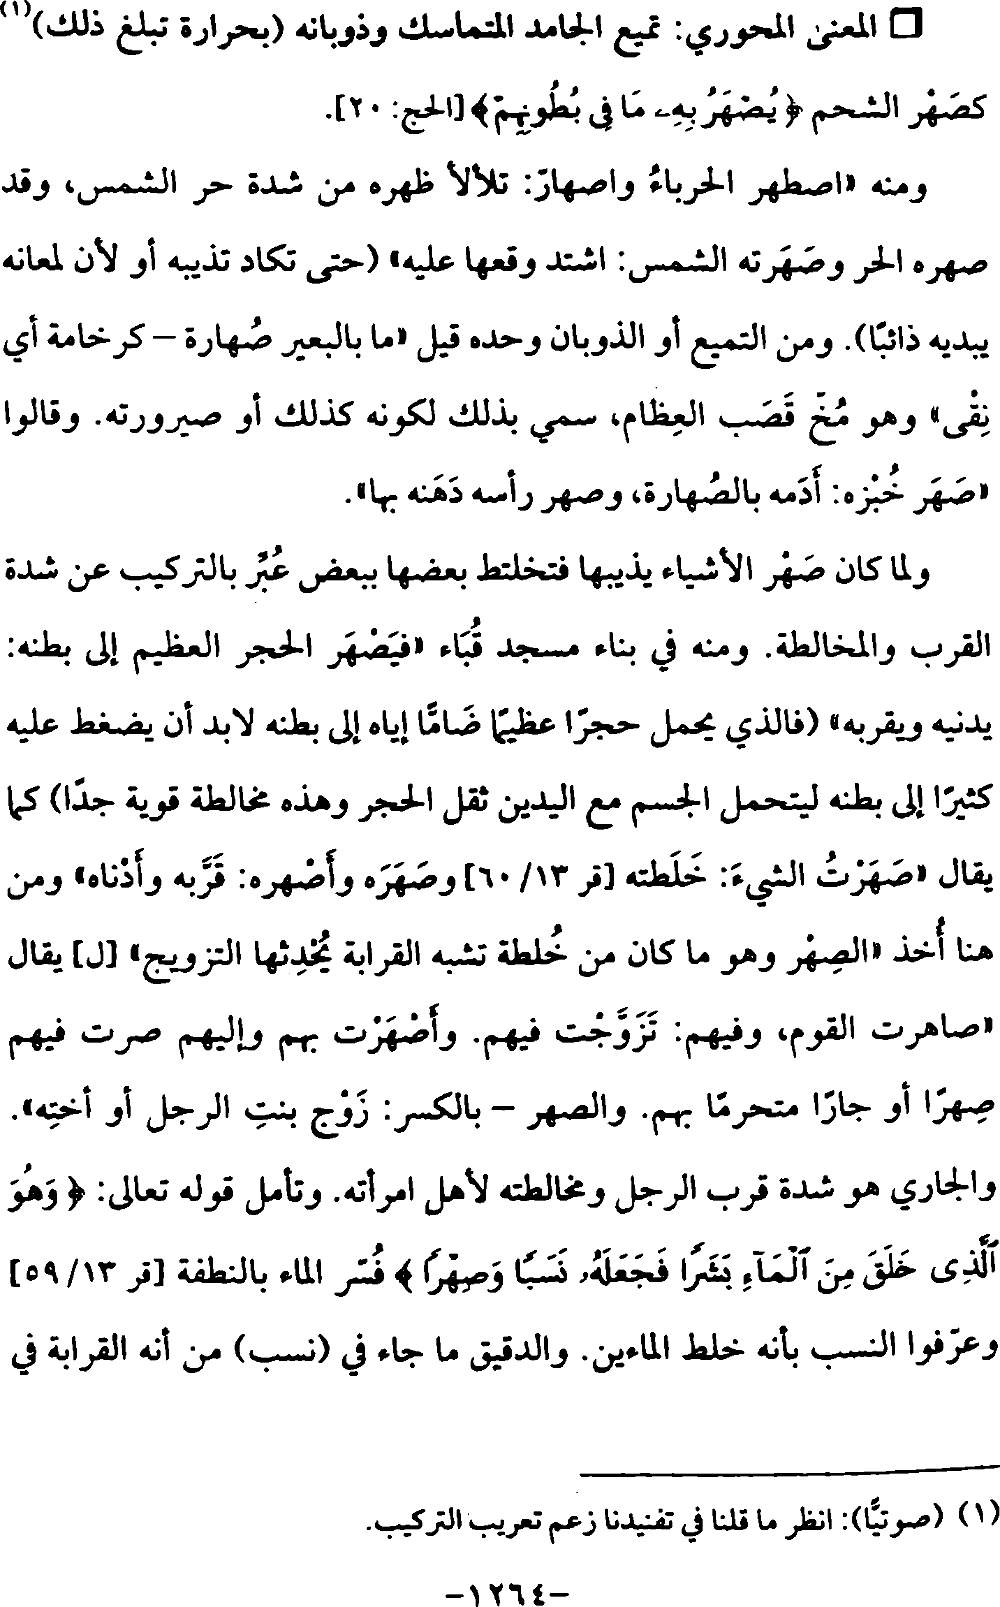 ❒ المعنى المحوري: تميع الجامد المتماسك وذوبانه (بحرارة تبلغ ذلك)(١)
كصَهْر الشحم ﴿يُصْهَرُ بِهِۦ مَا فِي بُطُونِهِمْ﴾ [الحج: ٢٠].
ومنه «اصطهر الحرباءُ واصهارّ: تلألأ ظهره من شدة حر الشمس، وقد
صهره الحر وصَهَرته الشمس: اشتد وقعها عليه» (حتى تكاد تذيبه أو لأن لمعانه
يبديه ذائبًا). ومن التميع أو الذوبان وحده قيل «ما بالبعير صُهارة – كرخامة أي
نِقْى» وهو مُخّ قَصَب العِظام، سمي بذلك لكونه كذلك أو صيرورته. وقالوا
«صَهَر خُبْزه: أَدَمه بالصُهارة، وصهر رأسه دَهَنه بها».
ولما كان صَهْر الأشياء يذيبها فتختلط بعضها ببعض عُبِّر بالتركيب عن شدة
القرب والمخالطة. ومنه في بناء مسجد قُبَاء «فيَصْهَر الحجر العظيم إلى بطنه:
يدنيه ويقربه» (فالذي يحمل حجرًا عظيمًا ضَامًّا إياه إلى بطنه لابد أن يضغط عليه
كثيرًا إلى بطنه ليتحمل الجسم مع اليدين ثقل الحجر وهذه مخالطة قوية جدًا) كما
يقال «صَهَرْتُ الشيءَ: خَلَطته [قر ١٣/ ٦٠] وصَهَرَه وأَصْهره: قَرَّبه وأَدْناه» ومن
هنا أُخذ «الصِهْر وهو ما كان من خُلطة تشبه القرابة يُحْدِثها التزويج» [ل] يقال
«صاهرت القوم، وفيهم: تَزَوَّجْت فيهم. وأَصْهَرْت بهم وإليهم صرت فيهم
صِهرًا أو جارًا متحرمًا بهم. والصهر – بالكسر: زَوْج بنتِ الرجل أو أختِه».
والجاري هو شدة قرب الرجل ومخالطته لأهل امرأته. وتأمل قوله تعالى: ﴿وَهُوَ
ٱلَّذِى خَلَقَ مِنَ ٱلْمَآءِ بَشَرًا فَجَعَلَهُۥ نَسَبًا وَصِهْرًا﴾ فُسّر الماء بالنطفة [قر ١٣/ ٥٩]
وعرّفوا النسب بأنه خلط الماءين. والدقيق ما جاء في (نسب) من أنه القرابة في
(١) (صوتيًّا): انظر ما قلنا في تفنيدنا زعم تعريب التركيب.
-١٢٦٤-